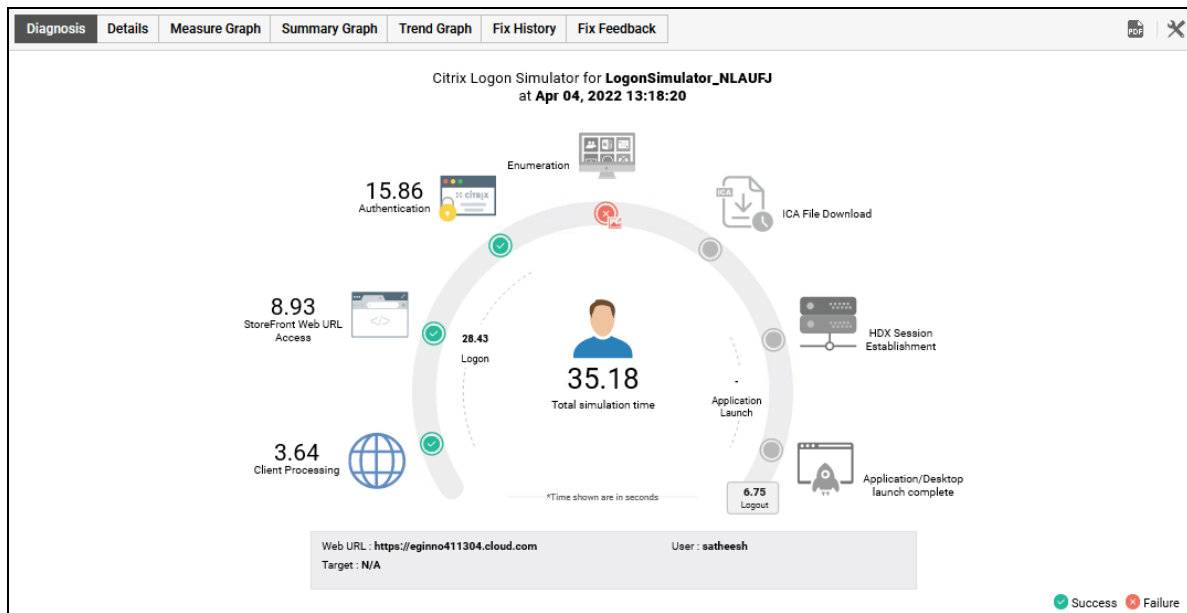 Diagnosis Details Measure Graph Summary Graph Trend Graph Fix History Fix Feedback
PDF
Citrix Logon Simulator for LogonSimulator_NLAUFJ
at Apr 04, 2022 13:18:20
Enumeration
15.86
Authentication
citrix
ICA
ICA File Download
8.93
StoreFront Web URL
Access
</>
28.43
Logon
35.18
Total simulation time
-
Application
Launch
HDX Session
Establishment
3.64
Client Processing
Application/Desktop
launch complete
*Time shown are in seconds
6.75
Logout
Web URL : https://eginno411304.cloud.com User : satheesh
Target : N/A
Success Failure